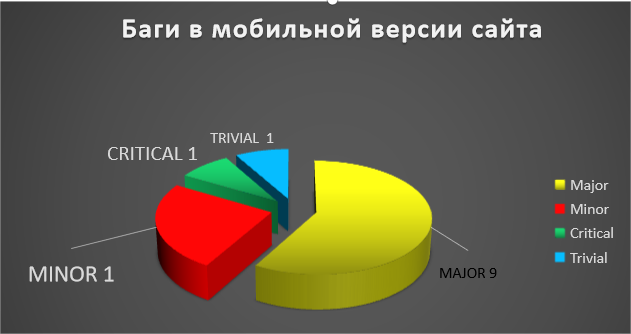 Баги в мобильной версии сайта
TRIVIAL 1
CRITICAL 1
MINOR 1
MAJOR 9
Major
Minor
Critical
Trivial